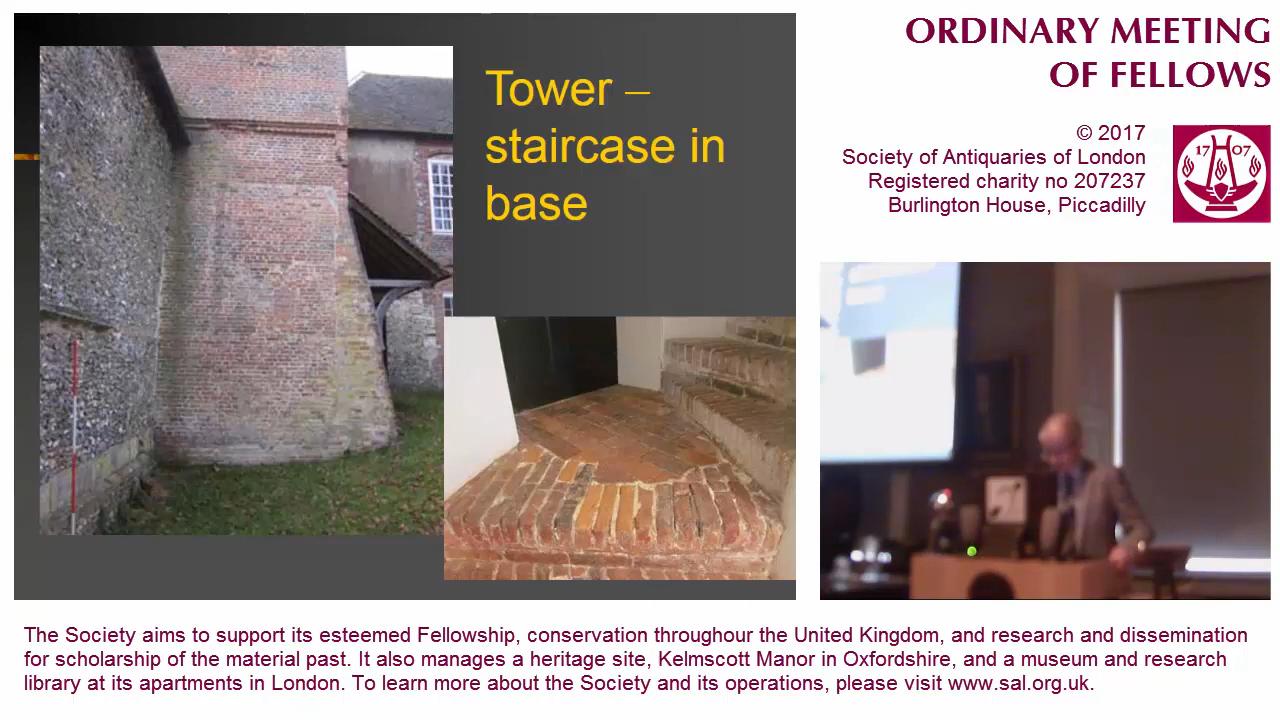 Tower –
staircase in
base
ORDINARY MEETING
OF FELLOWS
© 2017
Society of Antiquaries of London
Registered charity no 207237
Burlington House, Piccadilly
17 07
The Society aims to support its esteemed Fellowship, conservation throughour the United Kingdom, and research and dissemination
for scholarship of the material past. It also manages a heritage site, Kelmscott Manor in Oxfordshire, and a museum and research
library at its apartments in London. To learn more about the Society and its operations, please visit www.sal.org.uk.